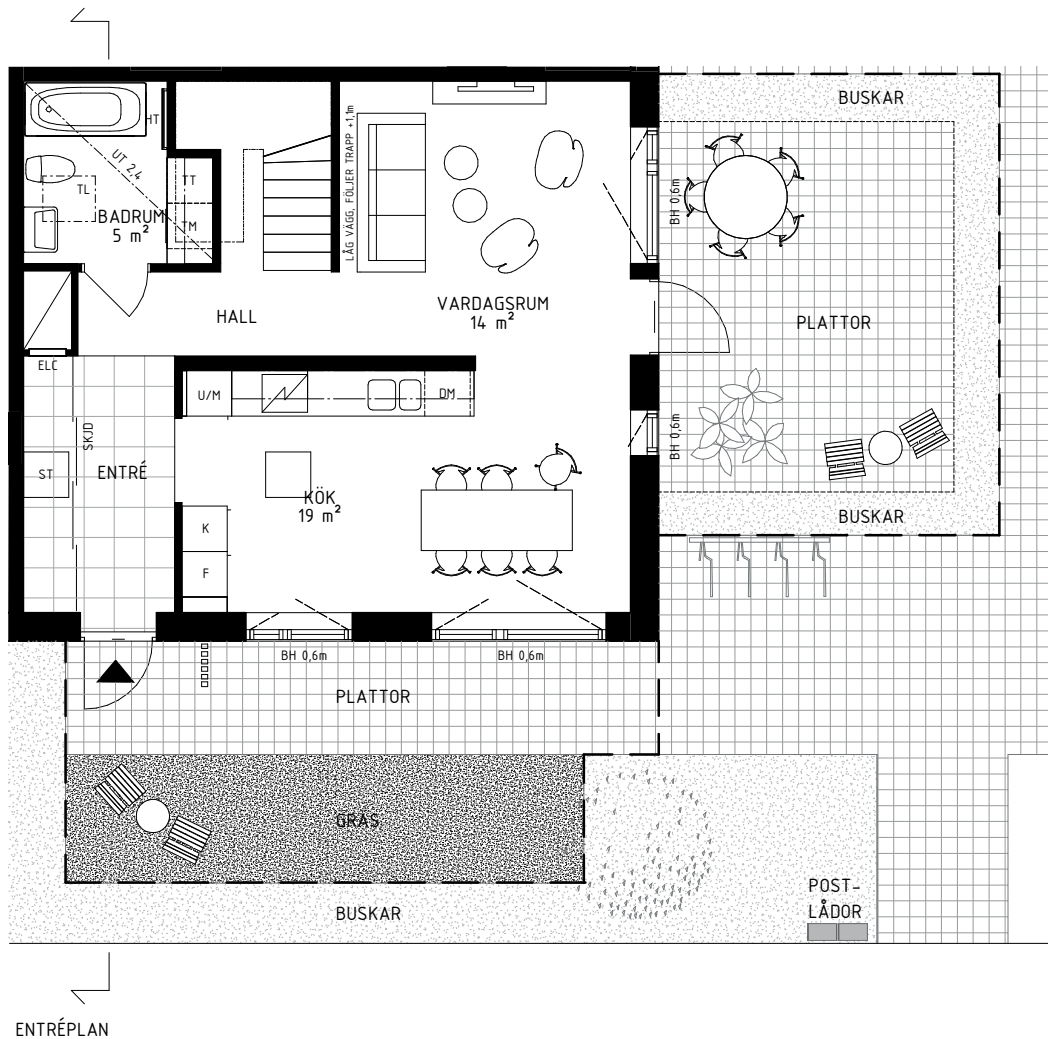 BUSKAR
HT
UT 2,4
TL
TT
TM
BADRUM
5 m²
LÅG VÄGG, FÖLJER TRAPP +1,1m
BH 0,6m
HALL
VARDAGSRUM
14 m²
PLATTOR
ELC
U/M
DM
SKJD
ST
ENTRÉ
BH 0,6m
KÖK
19 m²
K
F
BUSKAR
BH 0,6m
BH 0,6m
PLATTOR
GRÄS
BUSKAR
POST-
LÅDOR
ENTRÉPLAN